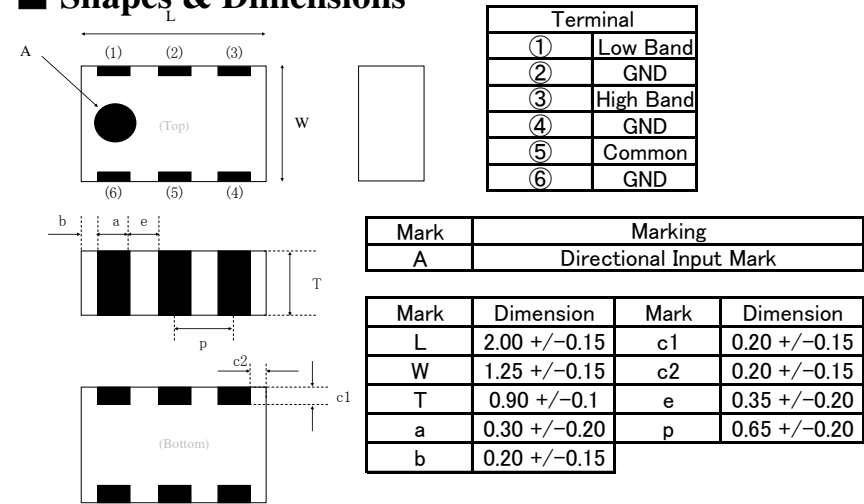 ■ Shapes & Dimensions
L
A
(1) (2) (3)
(Top)
W
(6) (5) (4)
Terminal
① Low Band
② GND
③ High Band
④ GND
⑤ Common
⑥ GND
b a e
T
p
Mark Marking
A Directional Input Mark
c2
c1
(Bottom)
Mark Dimension Mark Dimension
L 2.00 +/-0.15 c1 0.20 +/-0.15
W 1.25 +/-0.15 c2 0.20 +/-0.15
T 0.90 +/-0.1 e 0.35 +/-0.20
a 0.30 +/-0.20 p 0.65 +/-0.20
b 0.20 +/-0.15